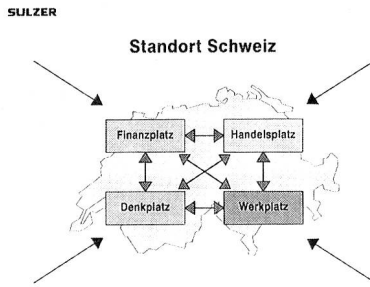 SULZER
Standort Schweiz
Finanzplatz
Handelsplatz
Denkplatz
Werkplatz